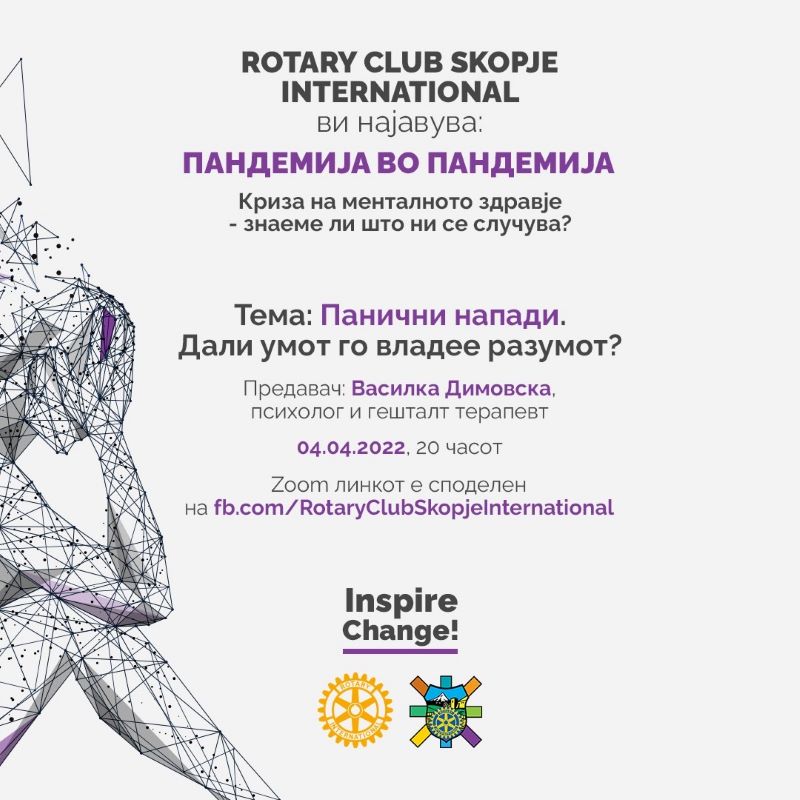 ROTARY CLUB SKOPJE
INTERNATIONAL
ви најавува:
ПАНДЕМИЈА ВО ПАНДЕМИЈА
Криза на менталното здравје
- знаеме ли што ни се случува?
Тема: Панични напади.
Дали умот го владее разумот?
Предавач: Василка Димовска,
психолог и гешталт терапевт
04.04.2022, 20 часот
Zoom линкот е споделен
на fb.com/RotaryClubSkopjeInternational
Inspire
Change!
ROTARY
INTERNATIONAL